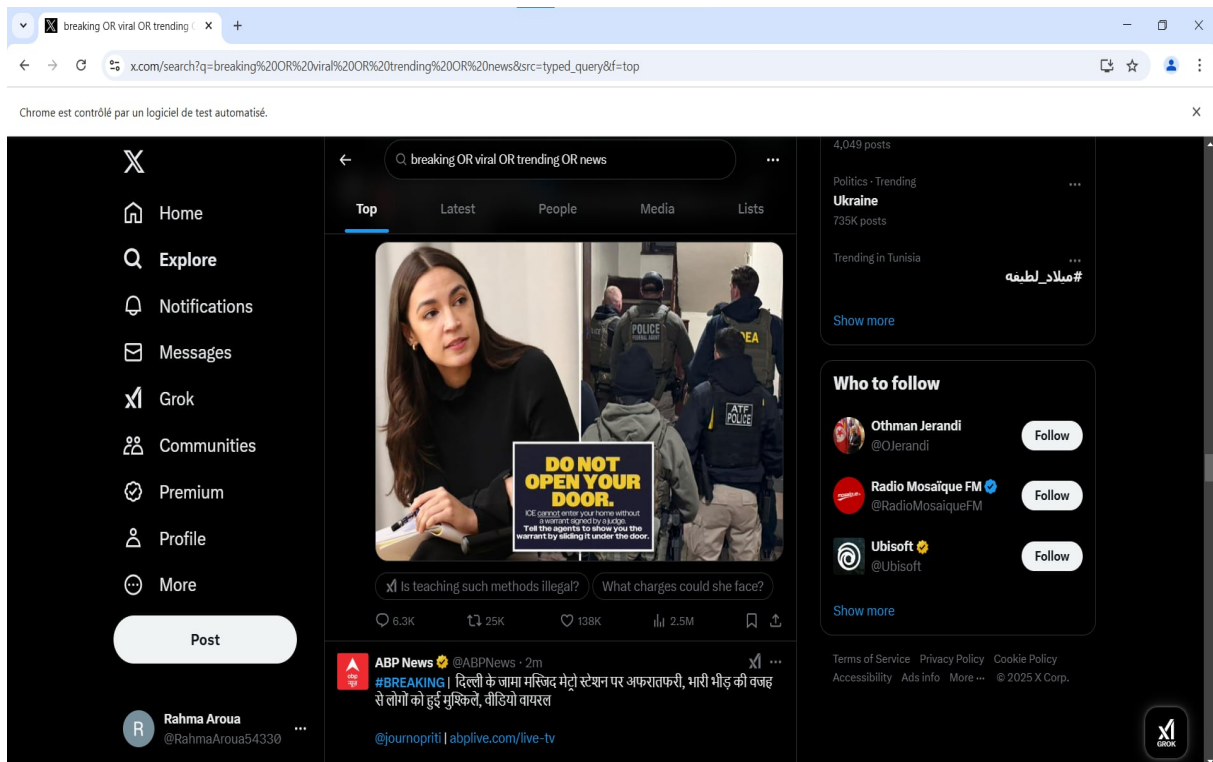 breaking OR viral OR trending
x.com/search?q=breaking%20OR%20viral%20OR%20trending%20OR%20news&src=typed_query&f=top
Chrome est contrôlé par un logiciel de test automatisé.
Home
Explore
Notifications
Messages
Grok
Communities
Premium
Profile
More
Post
R
Rahma Aroua
@RahmaAroua54330
breaking OR viral OR trending OR news
Top Latest People Media Lists
POLICE
FEDERAL AGENT
DEA
ATF
POLICE
DO NOT
OPEN YOUR
DOOR.
ICE cannot enter your home without
a warrant signed by a judge.
Tell the agents to show you the
warrant by sliding it under the door.
Is teaching such methods illegal? What charges could she face?
6.3K 25K 138K 2.5M
ABP News @ABPNews · 2m
#BREAKING | दिल्ली के जामा मस्जिद मेट्रो स्टेशन पर अफरातफरी, भारी भीड़ की वजह
से लोगों को हुई मुश्किलें, वीडियो वायरल
@journopriti | abplive.com/live-tv
4,049 posts
Politics · Trending
Ukraine
735K posts
Trending in Tunisia
#ميلاد_لطيفه
Show more
Who to follow
Othman Jerandi
@OJerandi
Follow
Radio Mosaïque FM
@RadioMosaiqueFM
Follow
Ubisoft
@Ubisoft
Follow
Show more
Terms of Service Privacy Policy Cookie Policy
Accessibility Ads info More ··· © 2025 X Corp.
GROK